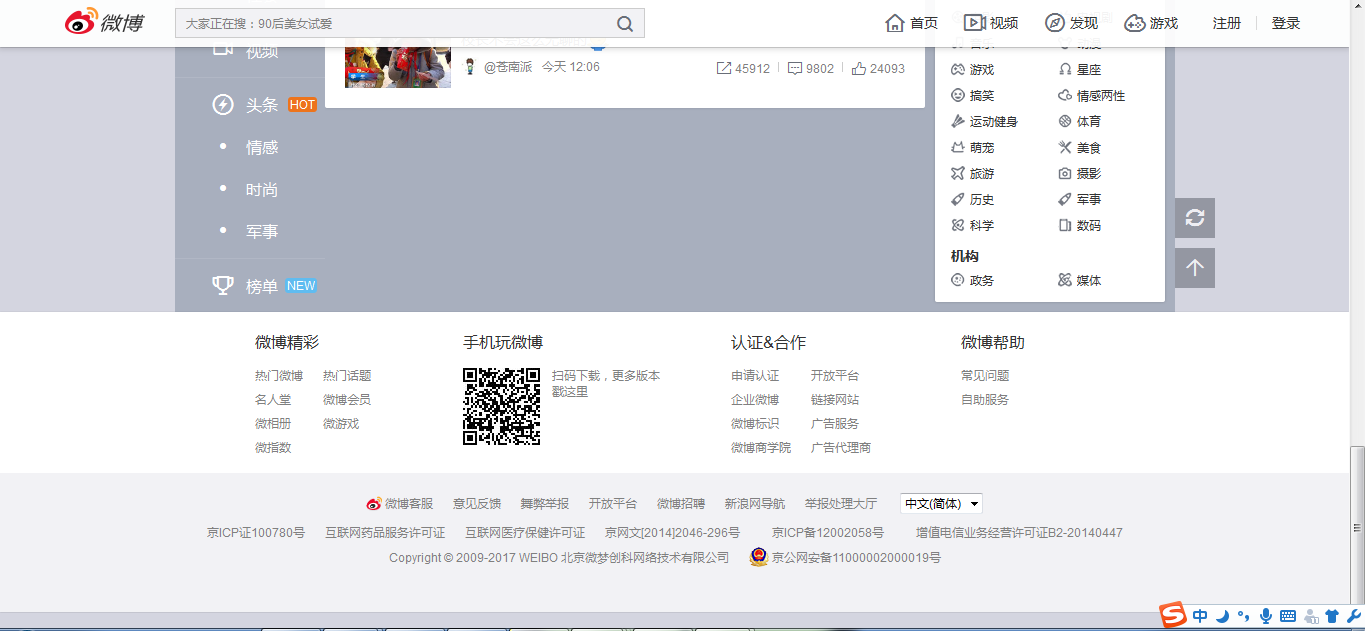 微博
大家正在搜：90后美女试爱
首页 视频 发现 游戏 注册 登录
视频
@苍南派 今天 12:06 45912 9802 24093
头条 HOT
情感
时尚
军事
榜单 NEW
游戏 星座
搞笑 情感两性
运动健身 体育
萌宠 美食
旅游 摄影
历史 军事
科学 数码
机构
政务 媒体
微博精彩
热门微博 热门话题
名人堂 微博会员
微相册 微游戏
微指数
手机玩微博
扫码下载，更多版本
戳这里
认证&合作
申请认证 开放平台
企业微博 链接网站
微博标识 广告服务
微博商学院 广告代理商
微博帮助
常见问题
自助服务
微博客服 意见反馈 舞弊举报 开放平台 微博招聘 新浪网导航 举报处理大厅 中文(简体)
京ICP证100780号 互联网药品服务许可证 互联网医疗保健许可证 京网文[2014]2046-296号 京ICP备12002058号 增值电信业务经营许可证B2-20140447
Copyright © 2009-2017 WEIBO 北京微梦创科网络技术有限公司 京公网安备11000002000019号
中